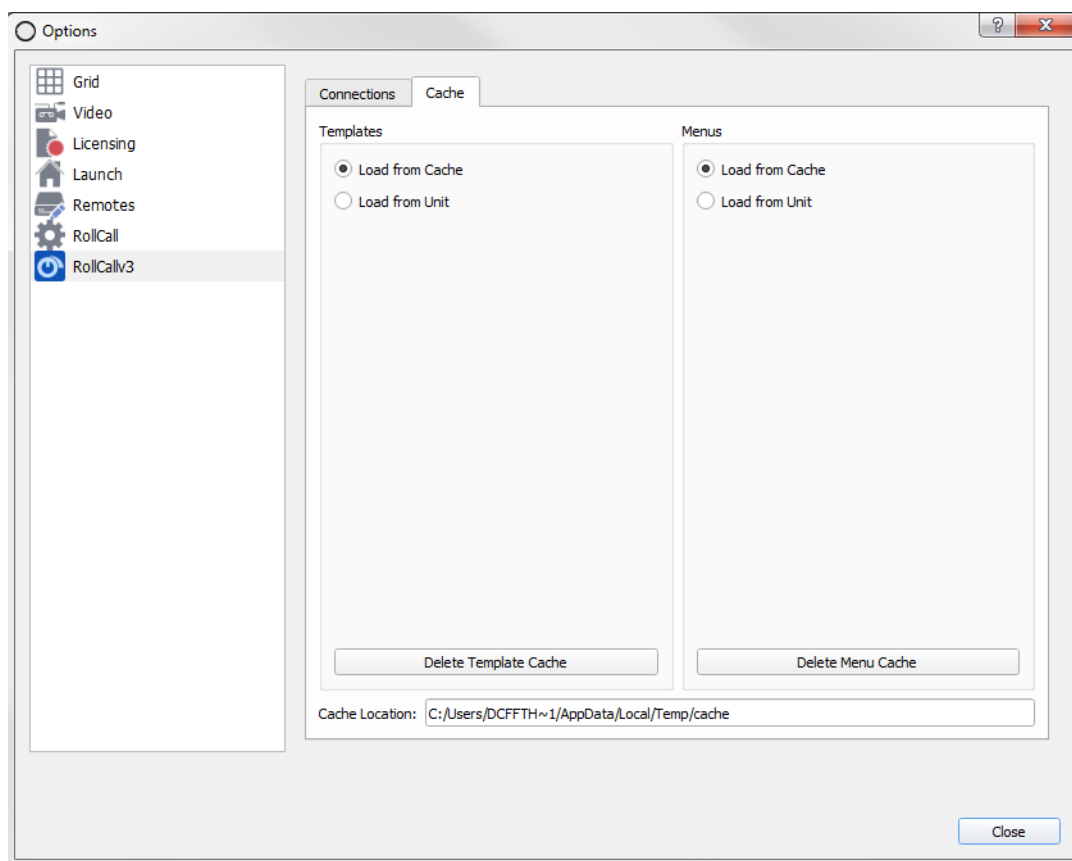 Options
Grid
Video
Licensing
Launch
Remotes
RollCall
RollCallv3
Connections
Cache
Templates
Load from Cache
Load from Unit
Delete Template Cache
Menus
Load from Cache
Load from Unit
Delete Menu Cache
Cache Location: C:/Users/DCFFTH~1/AppData/Local/Temp/cache
Close